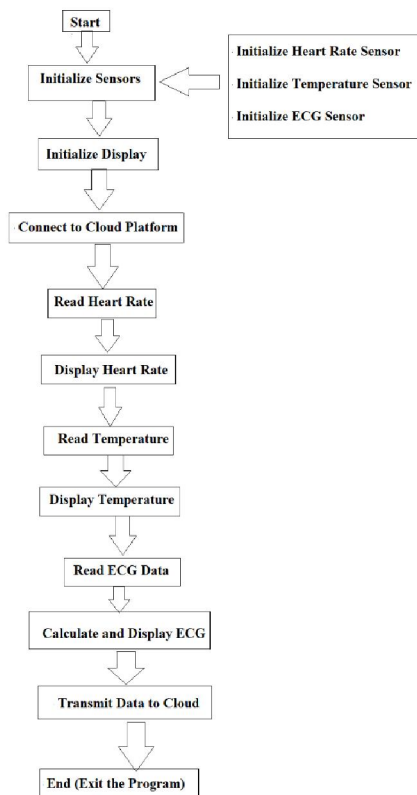 Start
Initialize Sensors
Initialize Heart Rate Sensor
Initialize Temperature Sensor
Initialize ECG Sensor
Initialize Display
Connect to Cloud Platform
Read Heart Rate
Display Heart Rate
Read Temperature
Display Temperature
Read ECG Data
Calculate and Display ECG
Transmit Data to Cloud
End (Exit the Program)